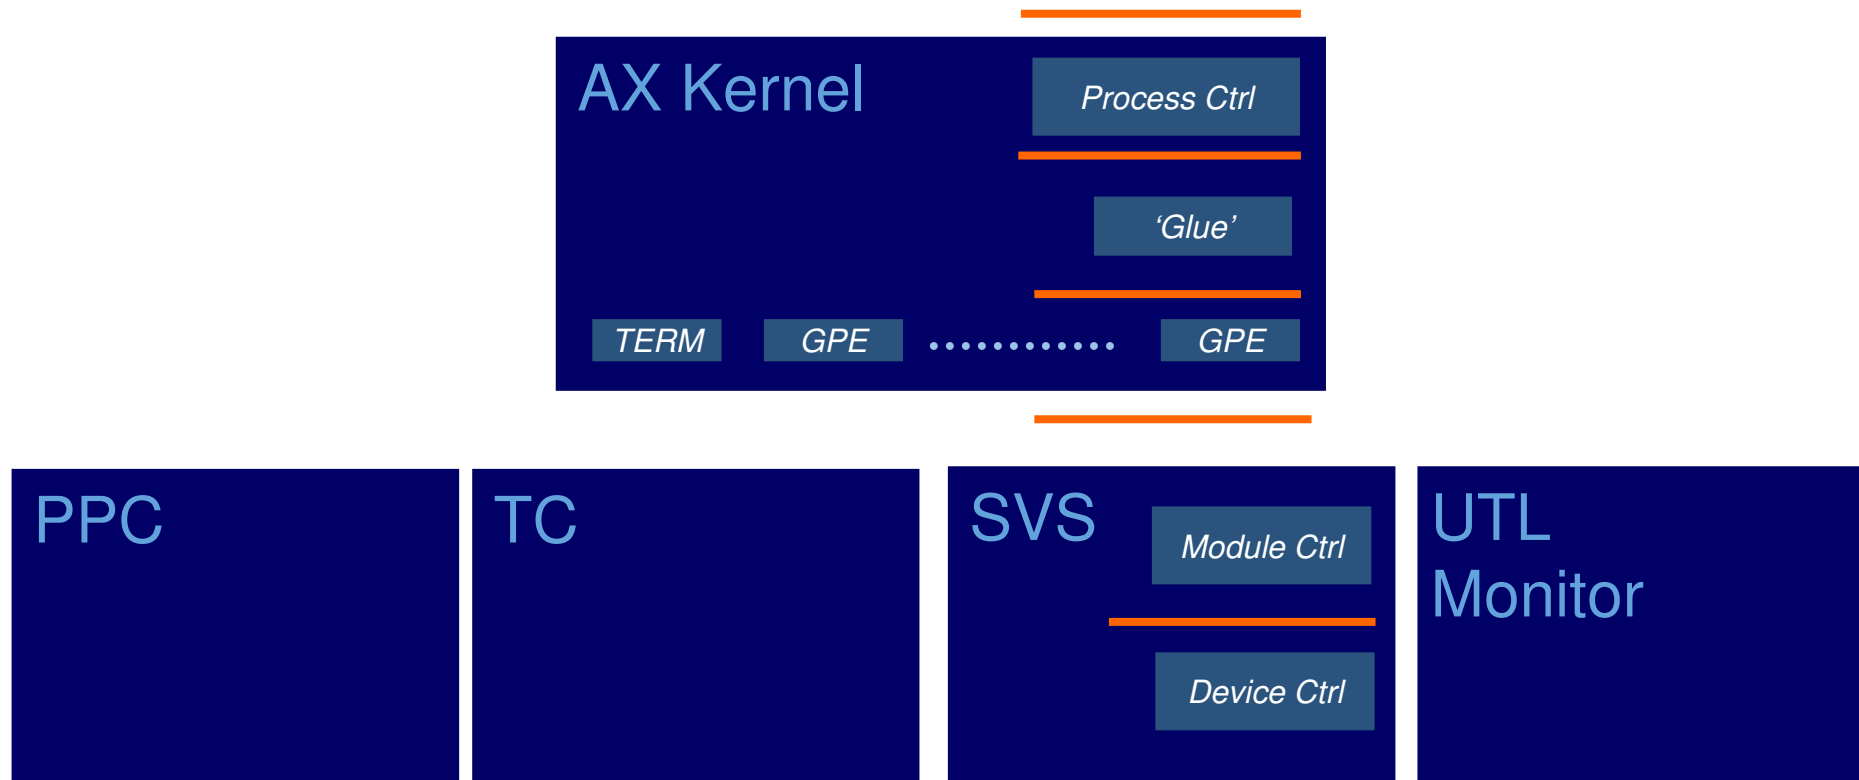 AX Kernel
Process Ctrl
‘Glue’
TERM
GPE
............
GPE
PPC
TC
SVS
Module Ctrl
Device Ctrl
UTL
Monitor